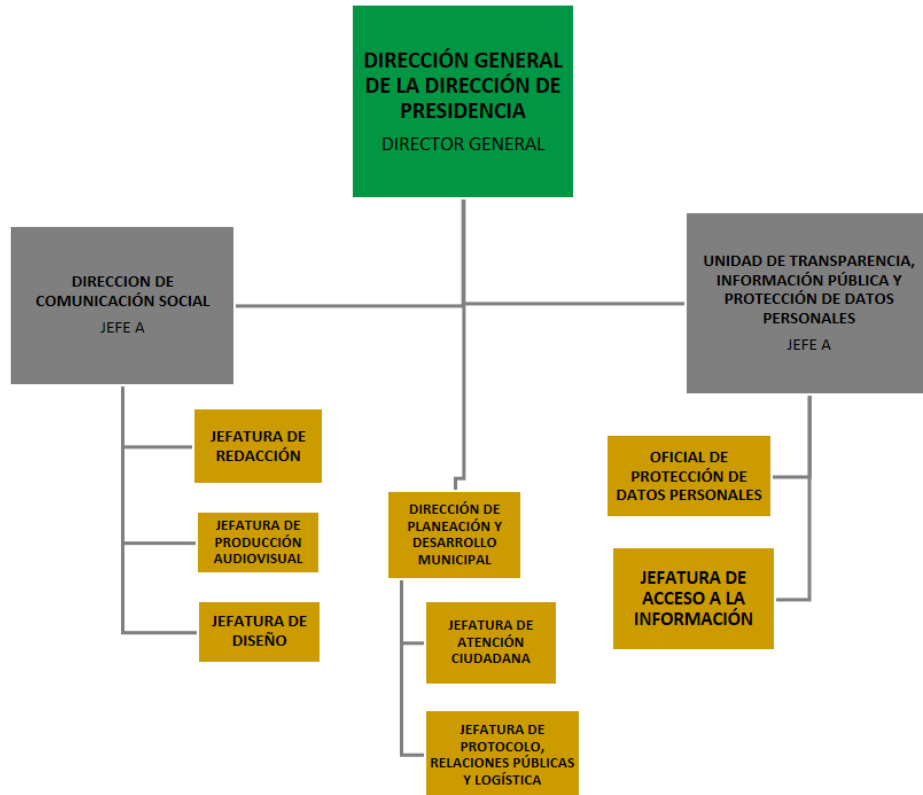 DIRECCIÓN GENERAL
DE LA DIRECCIÓN DE
PRESIDENCIA
DIRECTOR GENERAL
DIRECCION DE
COMUNICACIÓN SOCIAL
JEFE A
UNIDAD DE TRANSPARENCIA,
INFORMACIÓN PÚBLICA Y
PROTECCIÓN DE DATOS
PERSONALES
JEFE A
JEFATURA DE
REDACCIÓN
JEFATURA DE
PRODUCCIÓN
AUDIOVISUAL
JEFATURA DE
DISEÑO
DIRECCIÓN DE
PLANEACIÓN Y
DESARROLLO
MUNICIPAL
JEFATURA DE
ATENCIÓN
CIUDADANA
JEFATURA DE
PROTOCOLO,
RELACIONES PÚBLICAS
Y LOGÍSTICA
OFICIAL DE
PROTECCIÓN DE
DATOS PERSONALES
JEFATURA DE
ACCESO A LA
INFORMACIÓN